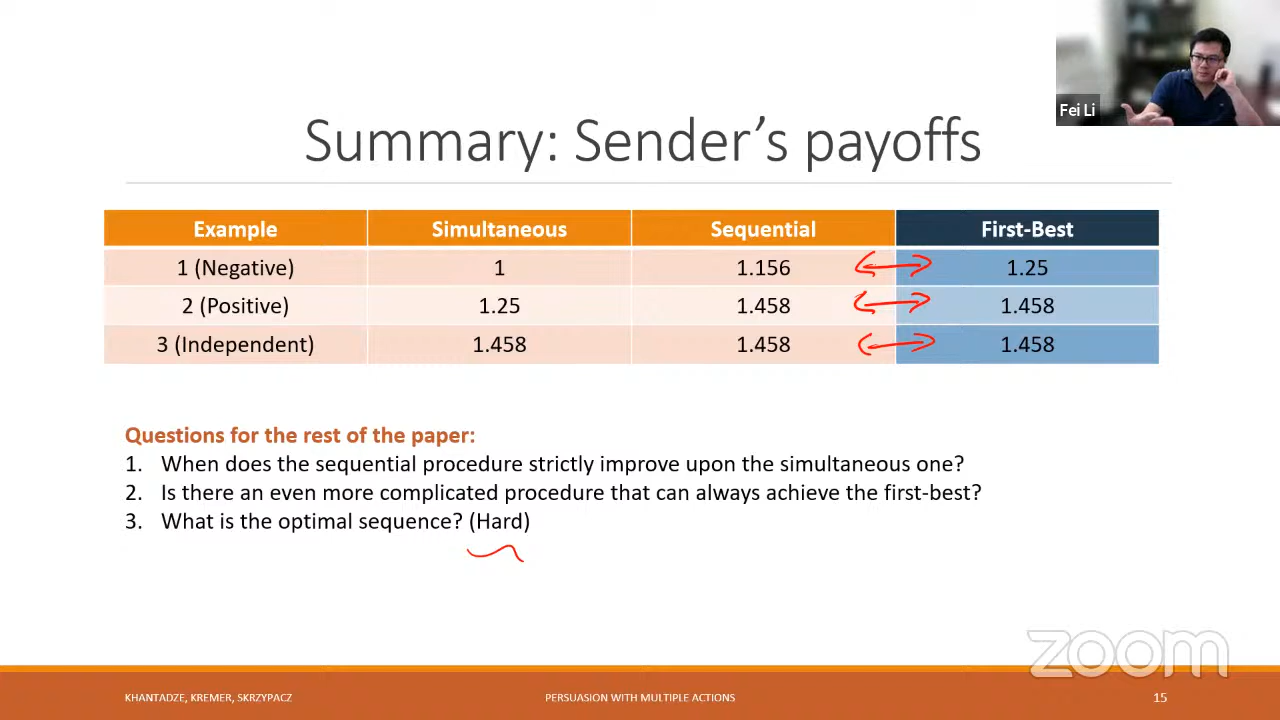 Fei Li
Summary: Sender’s payoffs
Example Simultaneous Sequential First-Best
1 (Negative) 1 1.156 1.25
2 (Positive) 1.25 1.458 1.458
3 (Independent) 1.458 1.458 1.458
Questions for the rest of the paper:
1. When does the sequential procedure strictly improve upon the simultaneous one?
2. Is there an even more complicated procedure that can always achieve the first-best?
3. What is the optimal sequence? (Hard)
zoom
KHANTADZE, KREMER, SKRZYPACZ PERSUASION WITH MULTIPLE ACTIONS 15